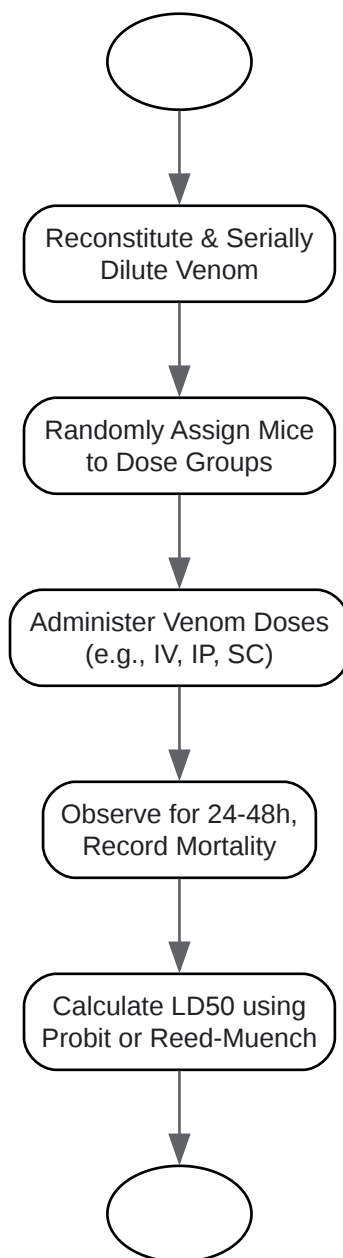 Reconstitute & Serially
Dilute Venom
Randomly Assign Mice
to Dose Groups
Administer Venom Doses
(e.g., IV, IP, SC)
Observe for 24-48h,
Record Mortality
Calculate LD50 using
Probit or Reed-Muench